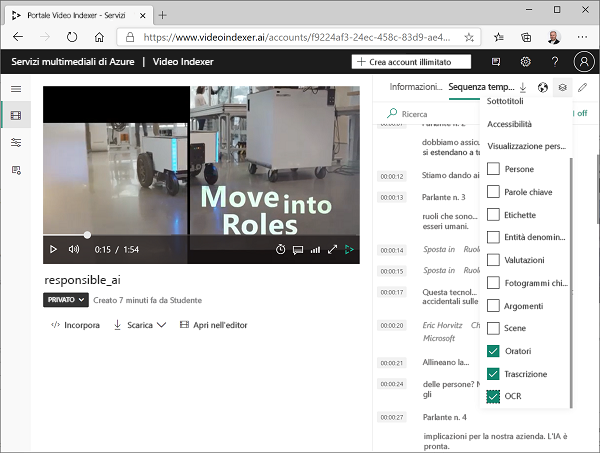 Portale Video Indexer - Servizi
https://www.videoindexer.ai/accounts/f9224af3-24ec-458c-83d9-ae4...
Servizi multimediali di Azure | Video Indexer
+ Crea account illimitato
Informazioni...
Sequenza temp...
Ricerca
off
Sottotitoli
Accessibilità
Visualizzazione pers...
Persone
Parole chiave
Etichette
Entità denomin...
Valutazioni
Fotogrammi chi...
Argomenti
Scene
Oratori
Trascrizione
OCR
Parlante n. 2
dobbiamo assicu
si estendano a tu
00:00:12 Stiamo dando ai
00:00:13 Parlante n. 3
ruoli che sono...
esseri umani.
00:00:14 Sposta in Ruol
00:00:15 Sposta in Ruol
00:00:17 Questa tecnol...
accidentali sulle
00:00:20 Eric Horvitz Ch
Microsoft
00:00:21 Allineano la...
00:00:24 delle persone? N
gli
00:00:27 Parlante n. 4
implicazioni per la nostra azienda. L'IA è
pronta.
Move into
Roles
0:15 / 1:54
responsible_ai
PRIVATO
Creato 7 minuti fa da Studente
</> Incorpora
Scarica
Apri nell'editor